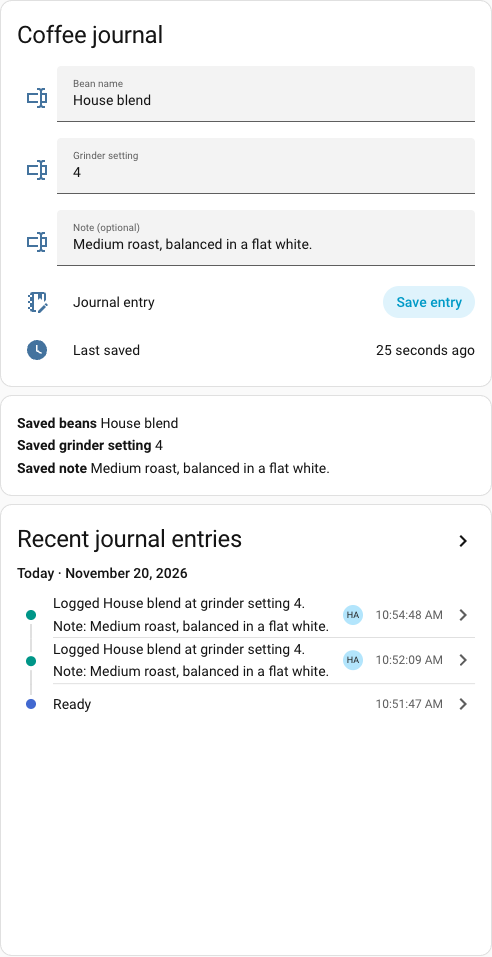 Coffee journal
Bean name
House blend
Grinder setting
4
Note (optional)
Medium roast, balanced in a flat white.
Journal entry
Save entry
Last saved
25 seconds ago
Saved beans House blend
Saved grinder setting 4
Saved note Medium roast, balanced in a flat white.
Recent journal entries
Today · November 20, 2026
Logged House blend at grinder setting 4.
Note: Medium roast, balanced in a flat white.
HA
10:54:48 AM
Logged House blend at grinder setting 4.
Note: Medium roast, balanced in a flat white.
HA
10:52:09 AM
Ready
10:51:47 AM